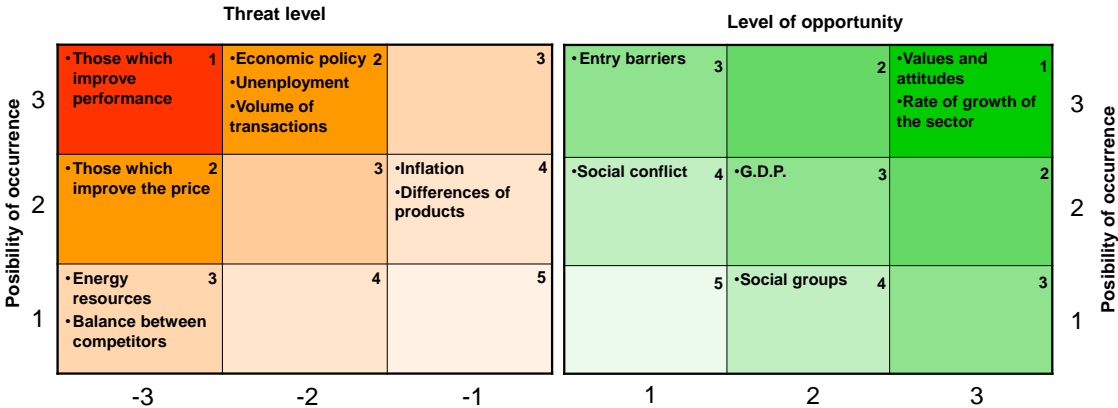 Threat level
Level of opportunity
•Those which 1
improve
performance
•Economic policy 2
•Unenployment
•Volume of
transactions
3
•Entry barriers 3
2
•Values and 1
attitudes
•Rate of growth of
the sector
3
3
•Those which 2
improve the price
3
•Inflation 4
•Differences of
products
•Social conflict 4
•G.D.P. 3
2
2
2
•Energy 3
resources
•Balance between
competitors
4
5
5
•Social groups 4
3
1
1
-3 -2 -1 1 2 3
Posibility of occurrence
Posibility of occurrence